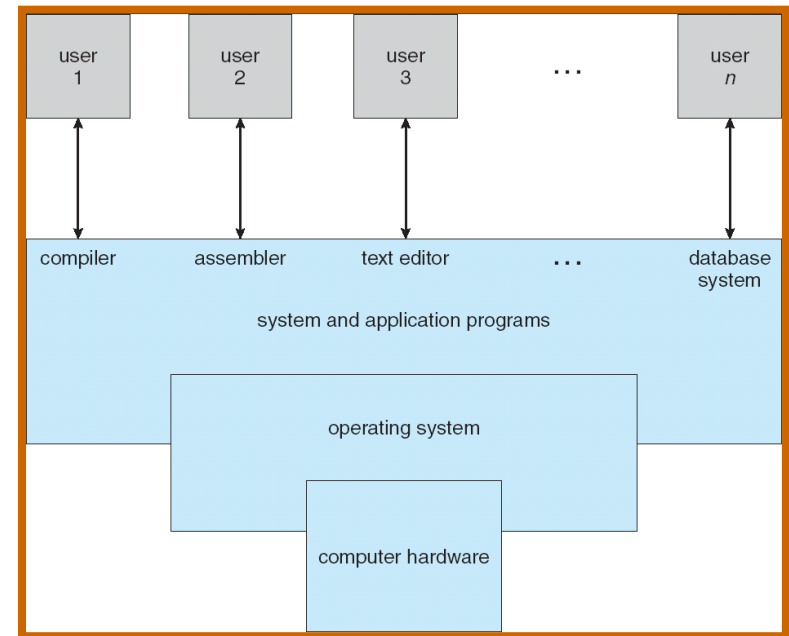 user
1
user
2
user
3
...
user
n
compiler
assembler
text editor
...
database
system
system and application programs
operating system
computer hardware